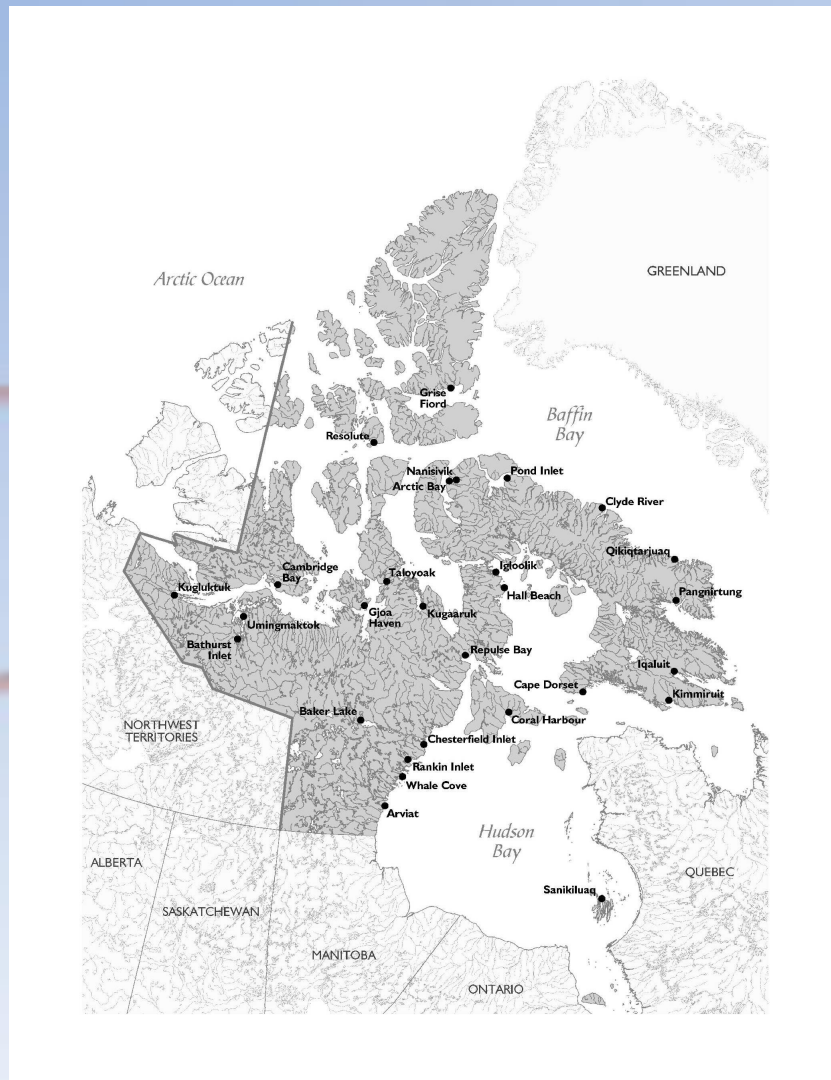 GREENLAND
Arctic Ocean
Grise
Fiord
Baffin
Bay
Resolute
Nanisivik
Pond Inlet
Arctic Bay
Clyde River
Qikiqtarjuaq
Igloolik
Cambridge
Bay
Taloyoak
Kugluktuk
Hall Beach
Pangnirtung
Gjoa
Haven
Kugaaruk
Umingmaktok
Bathurst
Inlet
Repulse Bay
Iqaluit
Cape Dorset
Kimmiruit
Baker Lake
Coral Harbour
NORTHWEST
TERRITORIES
Chesterfield Inlet
Rankin Inlet
Whale Cove
Arviat
Hudson
Bay
ALBERTA
QUEBEC
Sanikiluaq
SASKATCHEWAN
MANITOBA
ONTARIO